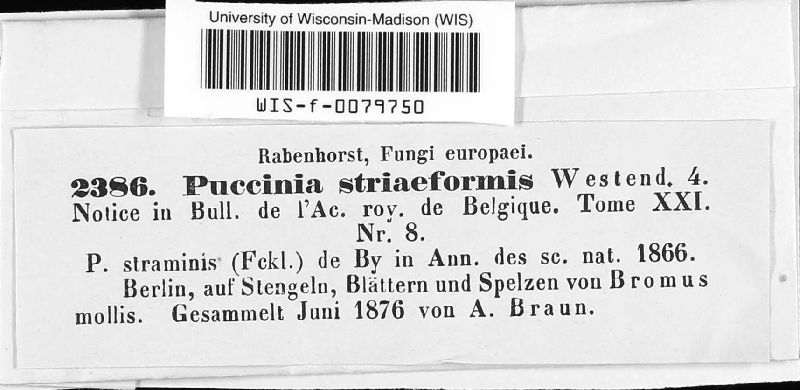 University of Wisconsin-Madison (WIS)
WIS-f-0079750
Rabenhorst, Fungi europaei.
2386. Puccinia striaeformis Westend. 4.
Notice in Bull. de l'Ac. roy. de Belgique. Tome XXI.
Nr. 8.
P. straminis (Fckl.) de By in Ann. des sc. nat. 1866.
Berlin, auf Stengeln, Blättern und Spelzen von Bromus
mollis. Gesammelt Juni 1876 von A. Braun.